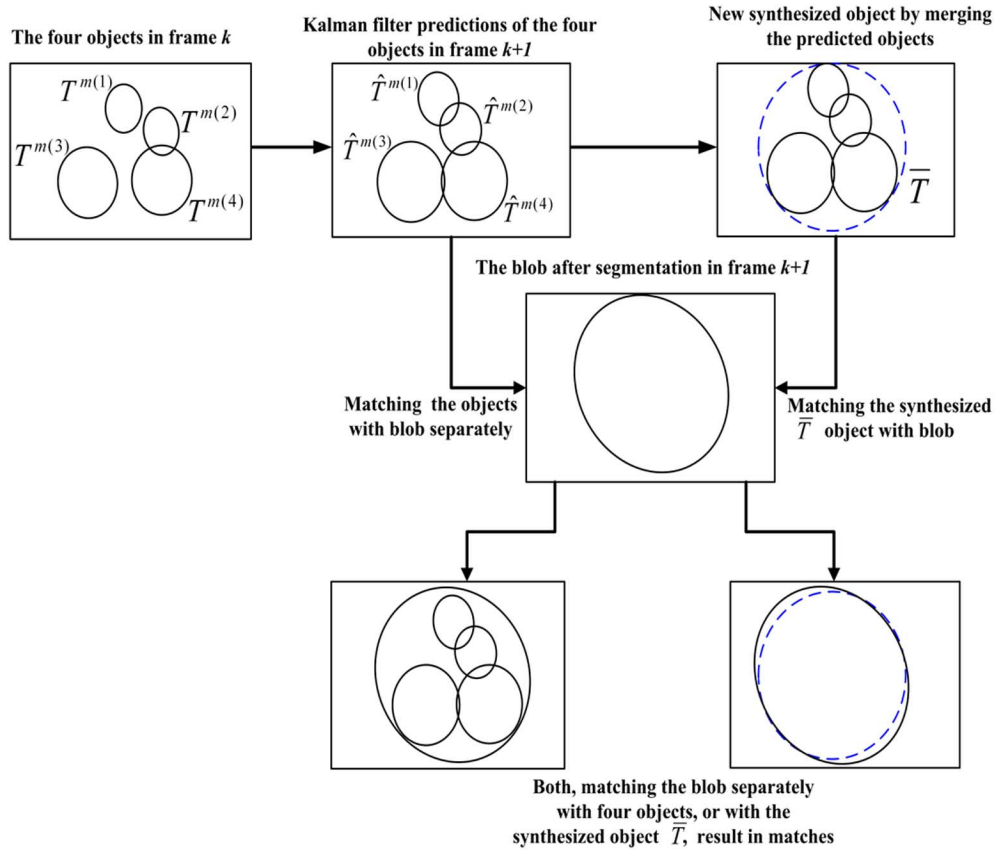 The four objects in frame k
Kalman filter predictions of the four
objects in frame k+1
New synthesized object by merging
the predicted objects
T^{m(1)}
T^{m(2)}
T^{m(3)}
T^{m(4)}
T̂^{m(1)}
T̂^{m(2)}
T̂^{m(3)}
T̂^{m(4)}
T̅
The blob after segmentation in frame k+1
Matching the objects
with blob separately
Matching the synthesized
T̅ object with blob
Both, matching the blob separately
with four objects, or with the
synthesized object T̅, result in matches